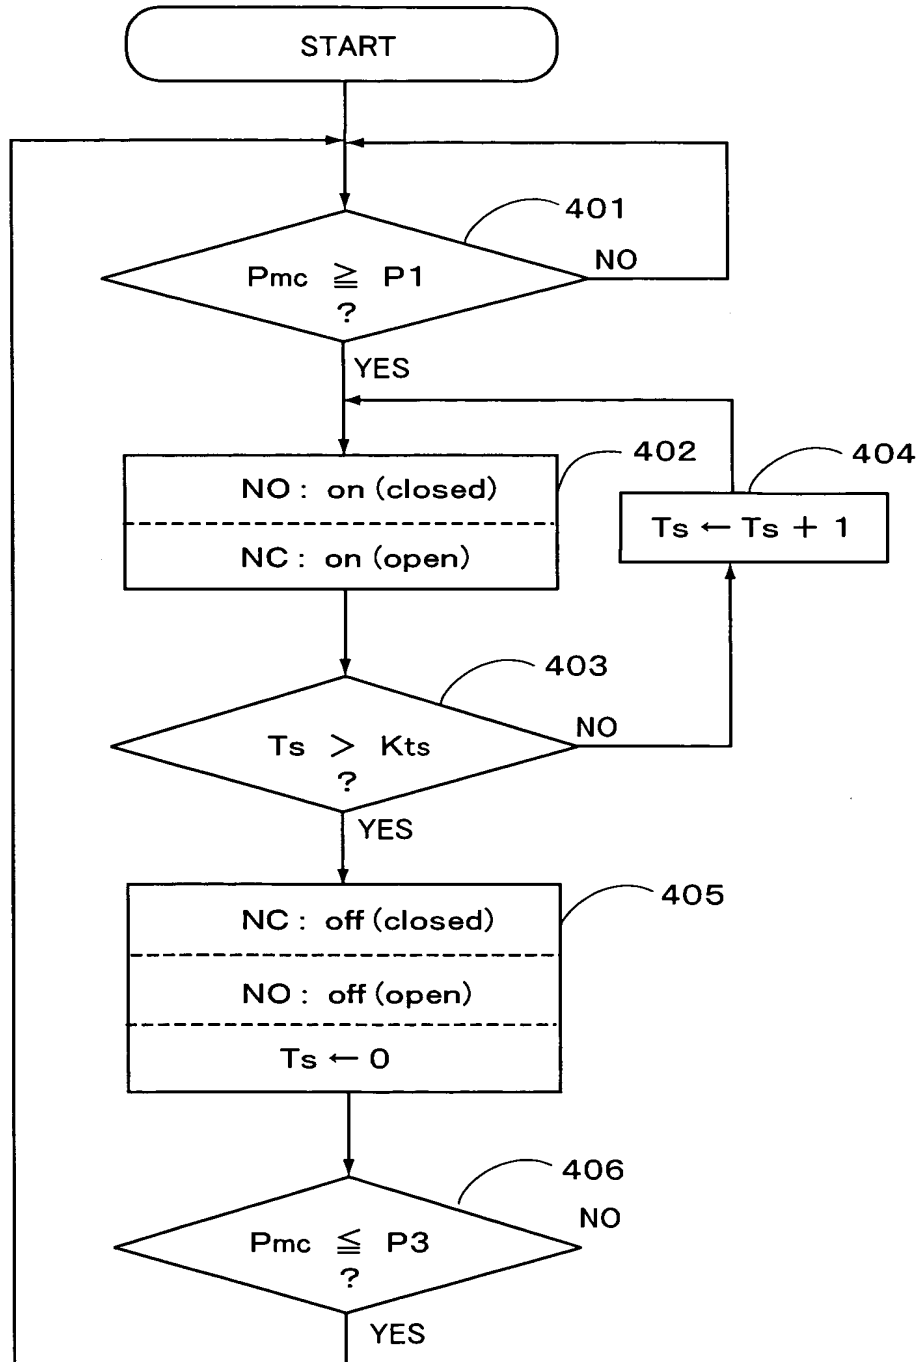 START
401
Pmc ≧ P1
?
NO
YES
402
NO : on (closed)
NC : on (open)
404
Ts ← Ts + 1
403
Ts > Kts
?
NO
YES
405
NC : off (closed)
NO : off (open)
Ts ← 0
406
Pmc ≦ P3
?
NO
YES